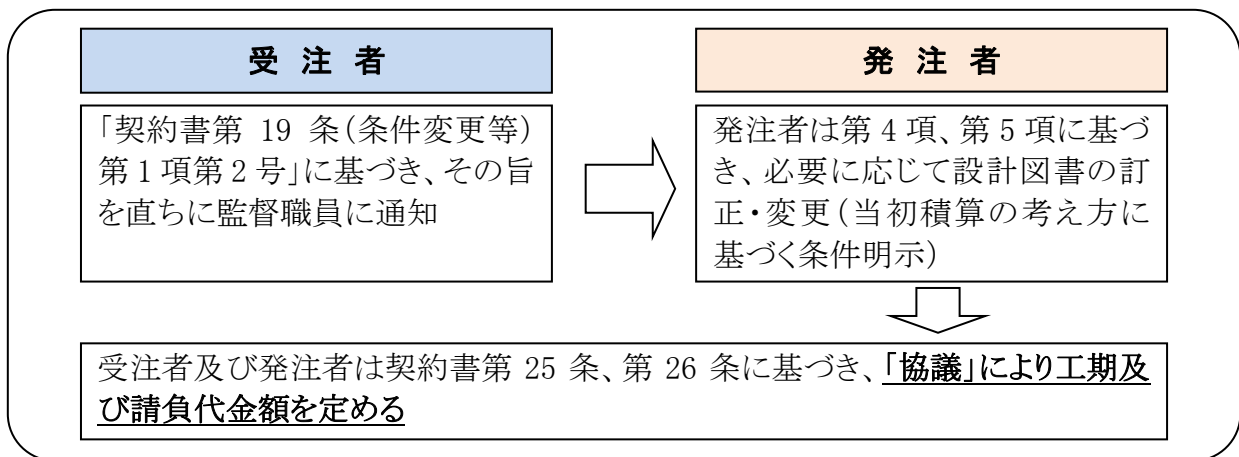 受 注 者
「契約書第 19 条(条件変更等)
第1項第2号」に基づき、その旨
を直ちに監督職員に通知
発 注 者
発注者は第4項、第5項に基づ
き、必要に応じて設計図書の訂
正・変更(当初積算の考え方に
基づく条件明示)
受注者及び発注者は契約書第 25 条、第 26 条に基づき、「協議」により工期及
び請負代金額を定める